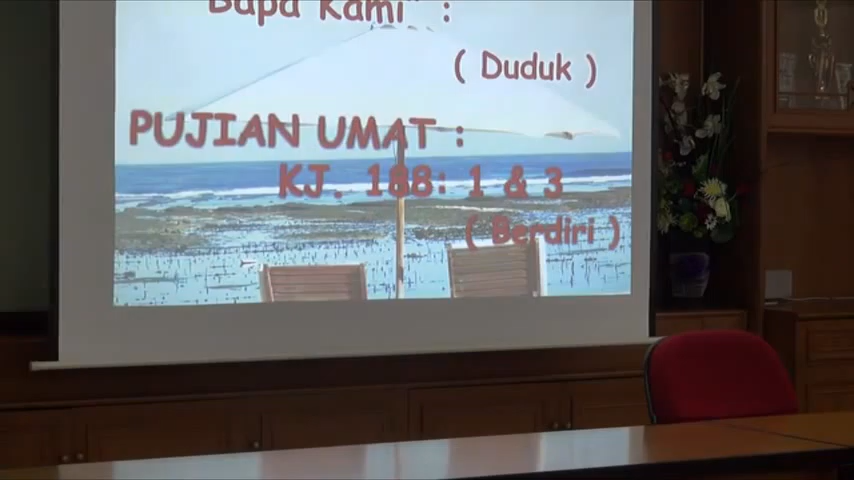 Bapa Kami" :
( Duduk )
PUJIAN UMAT :
KJ. 188: 1 & 3
( Berdiri )